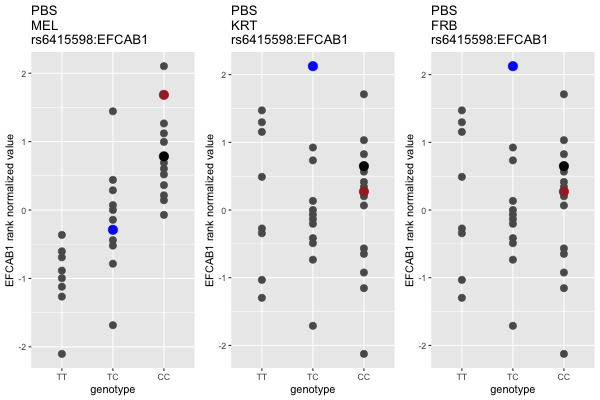 PBS
MEL
rs6415598:EFCAB1
EFCAB1 rank normalized value
2
1
0
-1
-2
TT
TC
CC
genotype
PBS
KRT
rs6415598:EFCAB1
EFCAB1 rank normalized value
2
1
0
-1
-2
TT
TC
CC
genotype
PBS
FRB
rs6415598:EFCAB1
EFCAB1 rank normalized value
2
1
0
-1
-2
TT
TC
CC
genotype